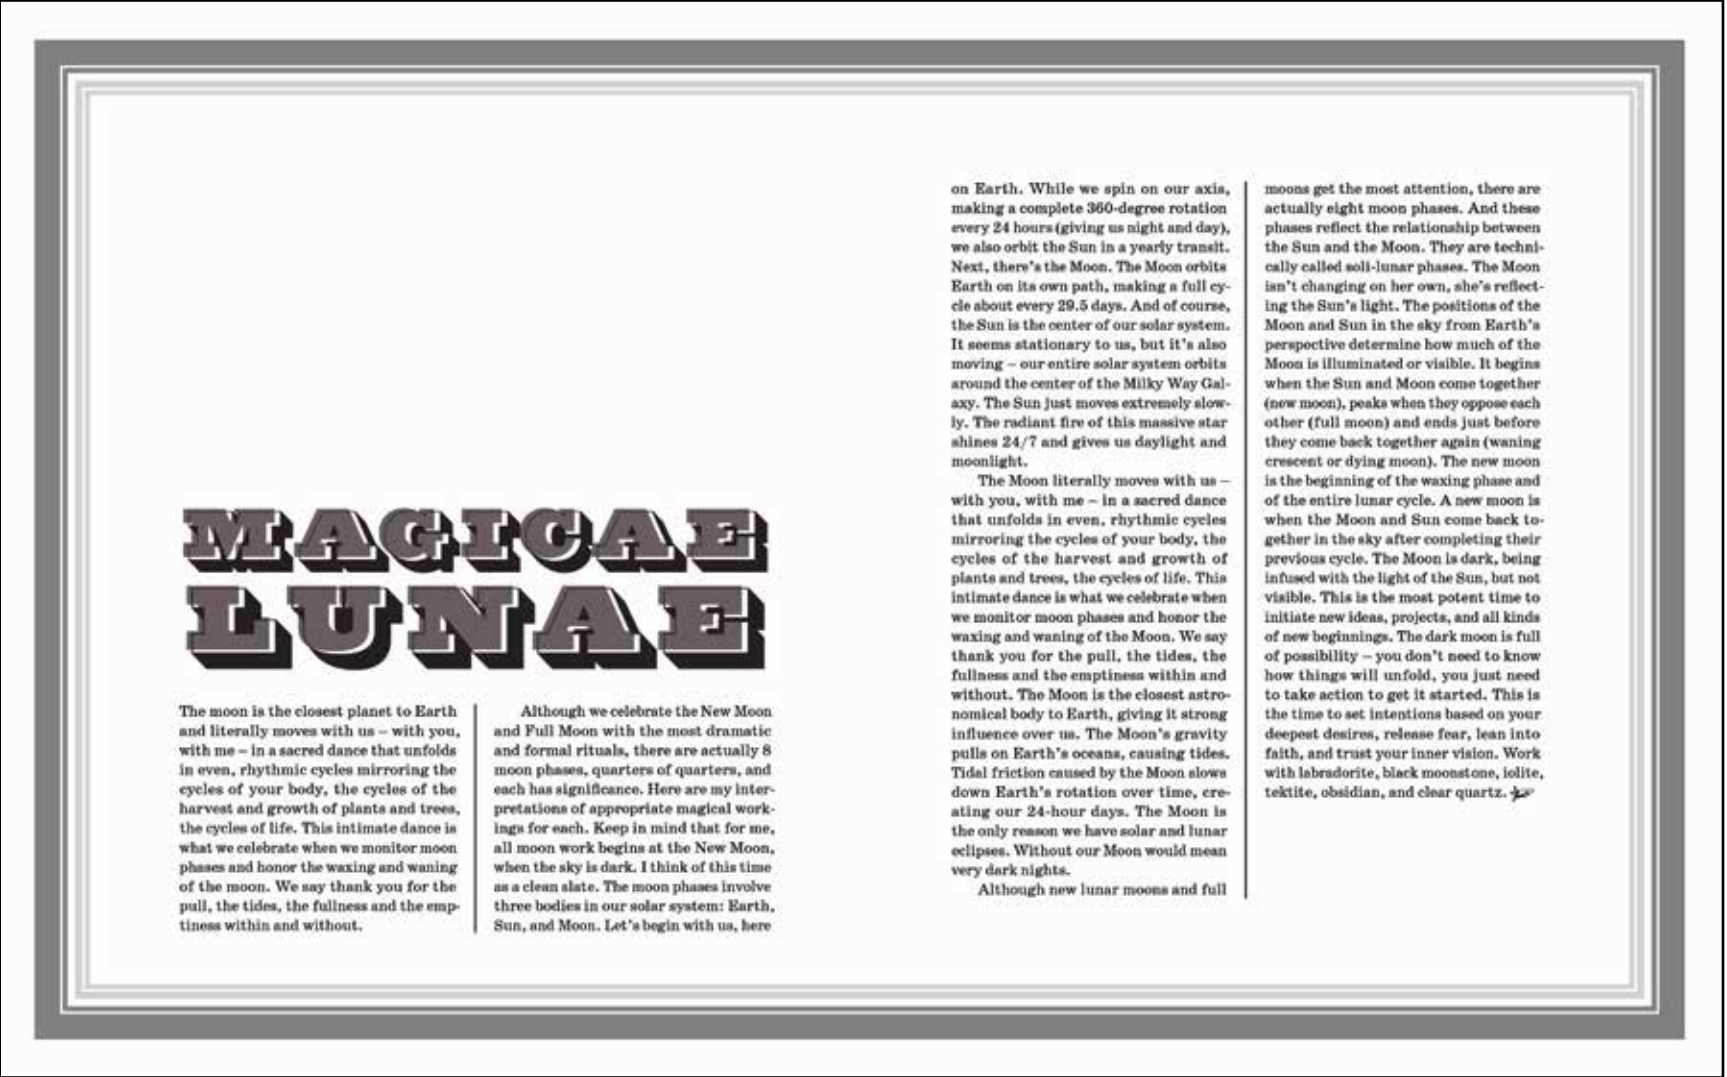 MAGICAE
LUNAE
The moon is the closest planet to Earth
and literally moves with us – with you,
with me – in a sacred dance that unfolds
in even, rhythmic cycles mirroring the
cycles of your body, the cycles of the
harvest and growth of plants and trees,
the cycles of life. This intimate dance is
what we celebrate when we monitor moon
phases and honor the waxing and waning
of the moon. We say thank you for the
pull, the tides, the fullness and the emp-
tiness within and without.
Although we celebrate the New Moon
and Full Moon with the most dramatic
and formal rituals, there are actually 8
moon phases, quarters of quarters, and
each has significance. Here are my inter-
pretations of appropriate magical work-
ings for each. Keep in mind that for me,
all moon work begins at the New Moon,
when the sky is dark. I think of this time
as a clean slate. The moon phases involve
three bodies in our solar system: Earth,
Sun, and Moon. Let's begin with us, here
on Earth. While we spin on our axis,
making a complete 360-degree rotation
every 24 hours (giving us night and day),
we also orbit the Sun in a yearly transit.
Next, there's the Moon. The Moon orbits
Earth on its own path, making a full cy-
cle about every 29.5 days. And of course,
the Sun is the center of our solar system.
It seems stationary to us, but it's also
moving – our entire solar system orbits
around the center of the Milky Way Gal-
axy. The Sun just moves extremely slow-
ly. The radiant fire of this massive star
shines 24/7 and gives us daylight and
moonlight.
The Moon literally moves with us –
with you, with me – in a sacred dance
that unfolds in even, rhythmic cycles
mirroring the cycles of your body, the
cycles of the harvest and growth of
plants and trees, the cycles of life. This
intimate dance is what we celebrate when
we monitor moon phases and honor the
waxing and waning of the Moon. We say
thank you for the pull, the tides, the
fullness and the emptiness within and
without. The Moon is the closest astro-
nomical body to Earth, giving it strong
influence over us. The Moon's gravity
pulls on Earth's oceans, causing tides.
Tidal friction caused by the Moon slows
down Earth's rotation over time, cre-
ating our 24-hour days. The Moon is
the only reason we have solar and lunar
eclipses. Without our Moon would mean
very dark nights.
Although new lunar moons and full
moons get the most attention, there are
actually eight moon phases. And these
phases reflect the relationship between
the Sun and the Moon. They are techni-
cally called soli-lunar phases. The Moon
isn't changing on her own, she's reflect-
ing the Sun's light. The positions of the
Moon and Sun in the sky from Earth's
perspective determine how much of the
Moon is illuminated or visible. It begins
when the Sun and Moon come together
(new moon), peaks when they oppose each
other (full moon) and ends just before
they come back together again (waning
crescent or dying moon). The new moon
is the beginning of the waxing phase and
of the entire lunar cycle. A new moon is
when the Moon and Sun come back to-
gether in the sky after completing their
previous cycle. The Moon is dark, being
infused with the light of the Sun, but not
visible. This is the most potent time to
initiate new ideas, projects, and all kinds
of new beginnings. The dark moon is full
of possibility – you don't need to know
how things will unfold, you just need
to take action to get it started. This is
the time to set intentions based on your
deepest desires, release fear, lean into
faith, and trust your inner vision. Work
with labradorite, black moonstone, iolite,
tektite, obsidian, and clear quartz.